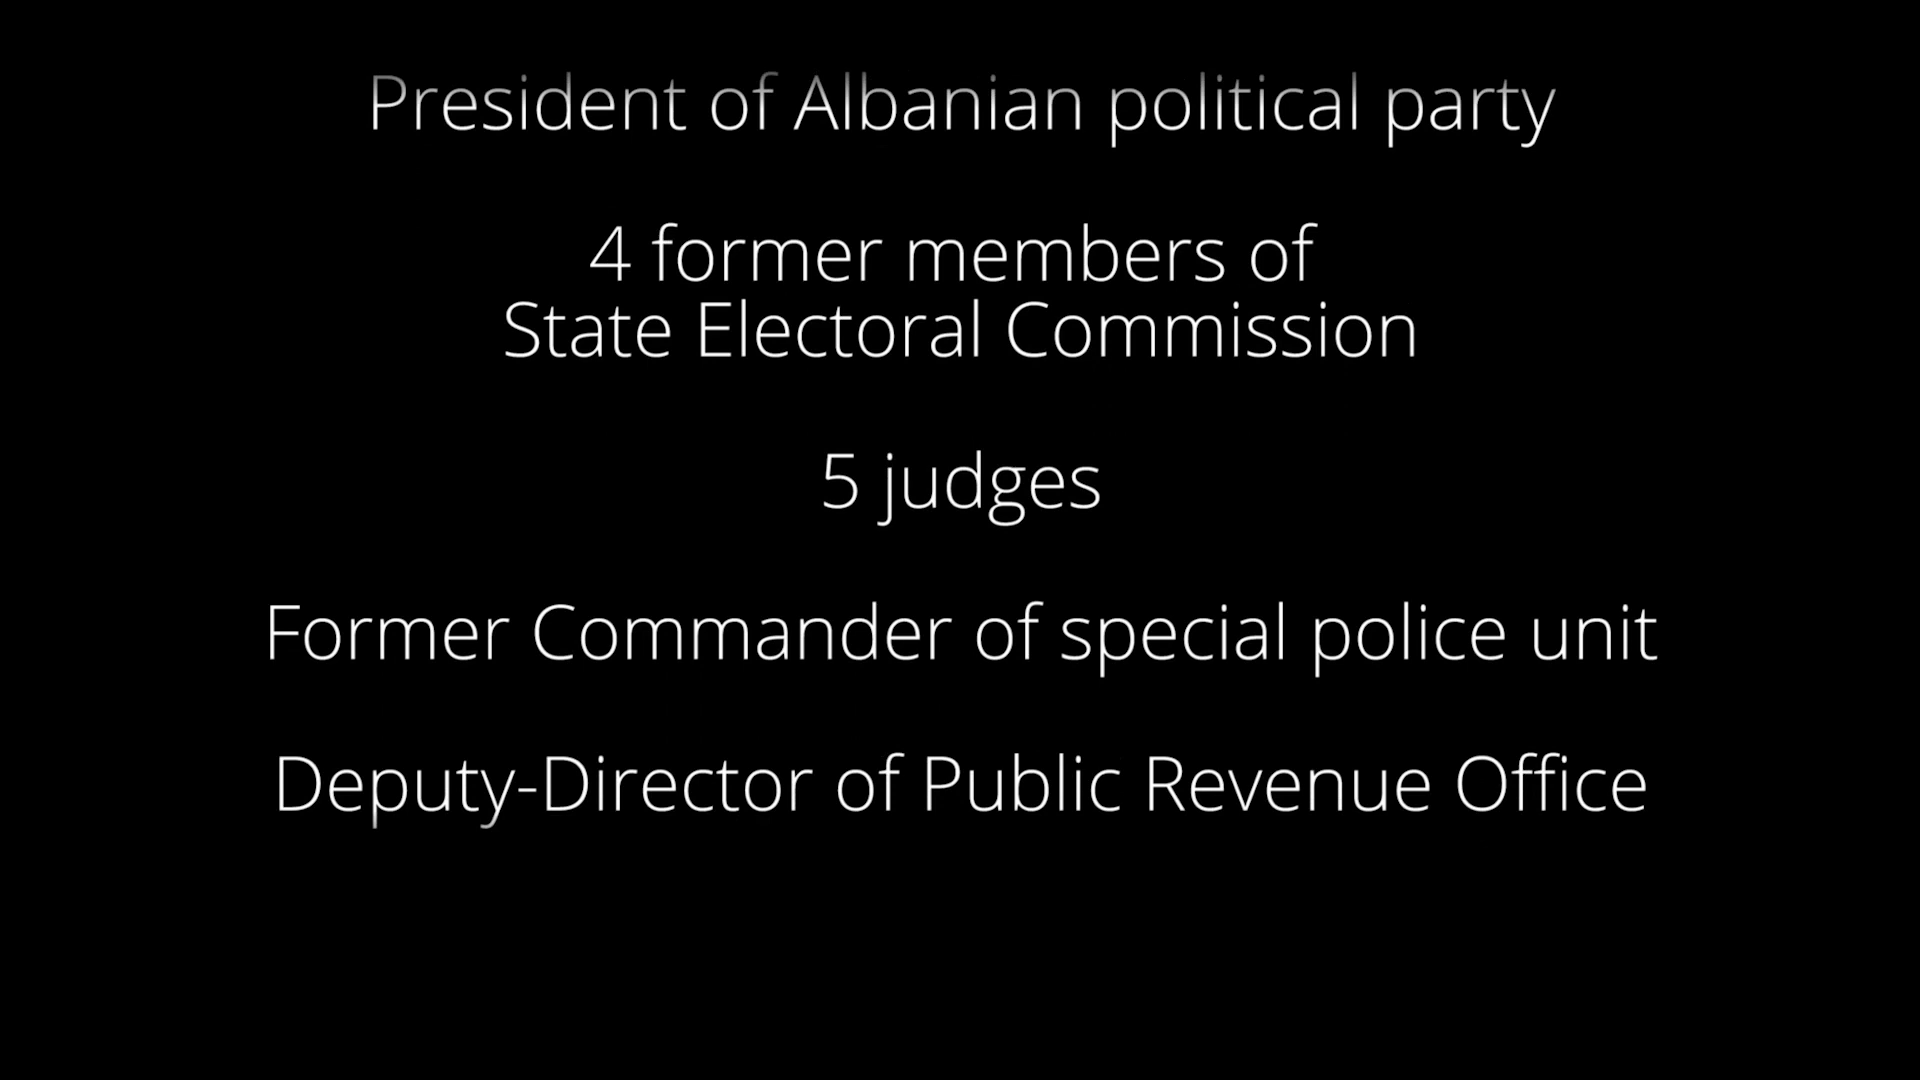 President of Albanian political party
4 former members of
State Electoral Commission
5 judges
Former Commander of special police unit
Deputy-Director of Public Revenue Office